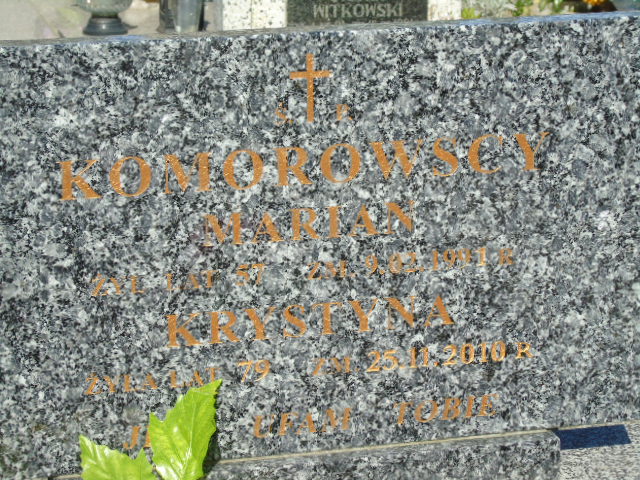 WITKOWSKI
Ś. P.
KOMOROWSCY
MARIAN
ŻYŁ LAT 57 ZM. 9.02.1991 R
KRYSTYNA
ŻYŁA LAT 79 ZM. 25.11.2010 R
UFAM TOBIE